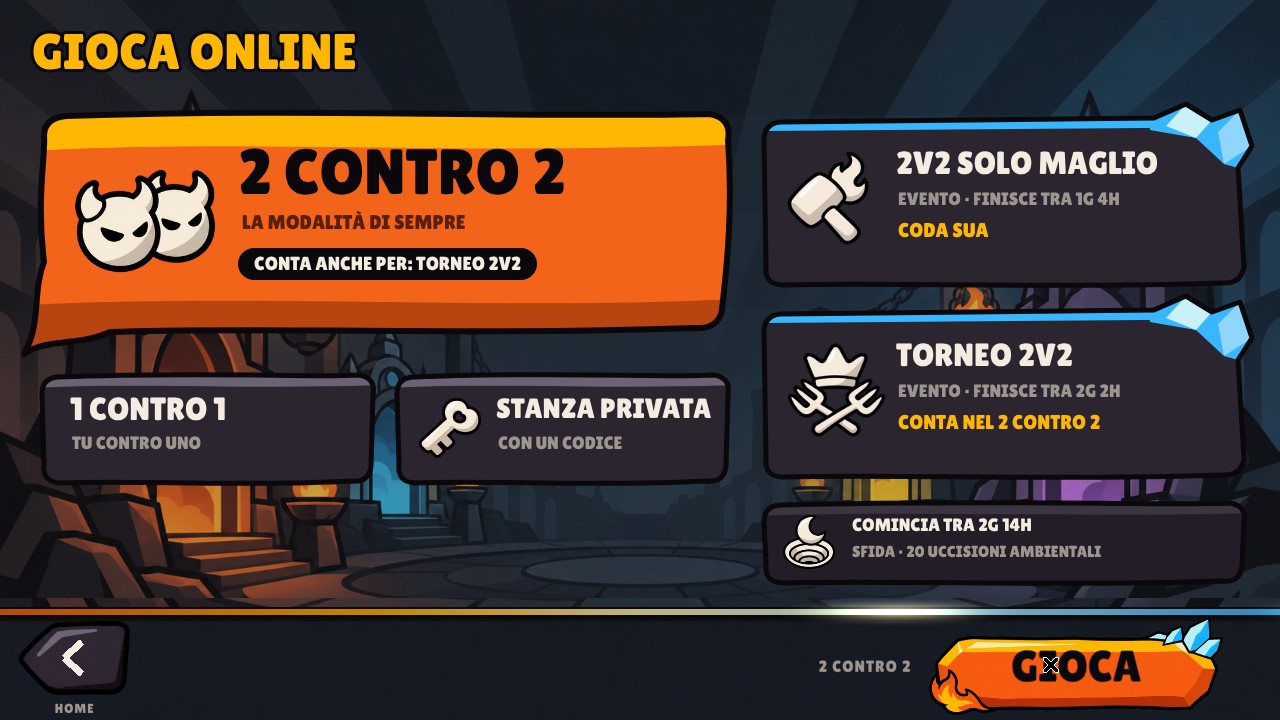 GIOCA ONLINE
2 CONTRO 2
LA MODALITÀ DI SEMPRE
CONTA ANCHE PER: TORNEO 2V2
1 CONTRO 1
TU CONTRO UNO
STANZA PRIVATA
CON UN CODICE
2V2 SOLO MAGLIO
EVENTO · FINISCE TRA 1G 4H
CODA SUA
TORNEO 2V2
EVENTO · FINISCE TRA 2G 2H
CONTA NEL 2 CONTRO 2
COMINCIA TRA 2G 14H
SFIDA · 20 UCCISIONI AMBIENTALI
HOME
2 CONTRO 2
GIOCA